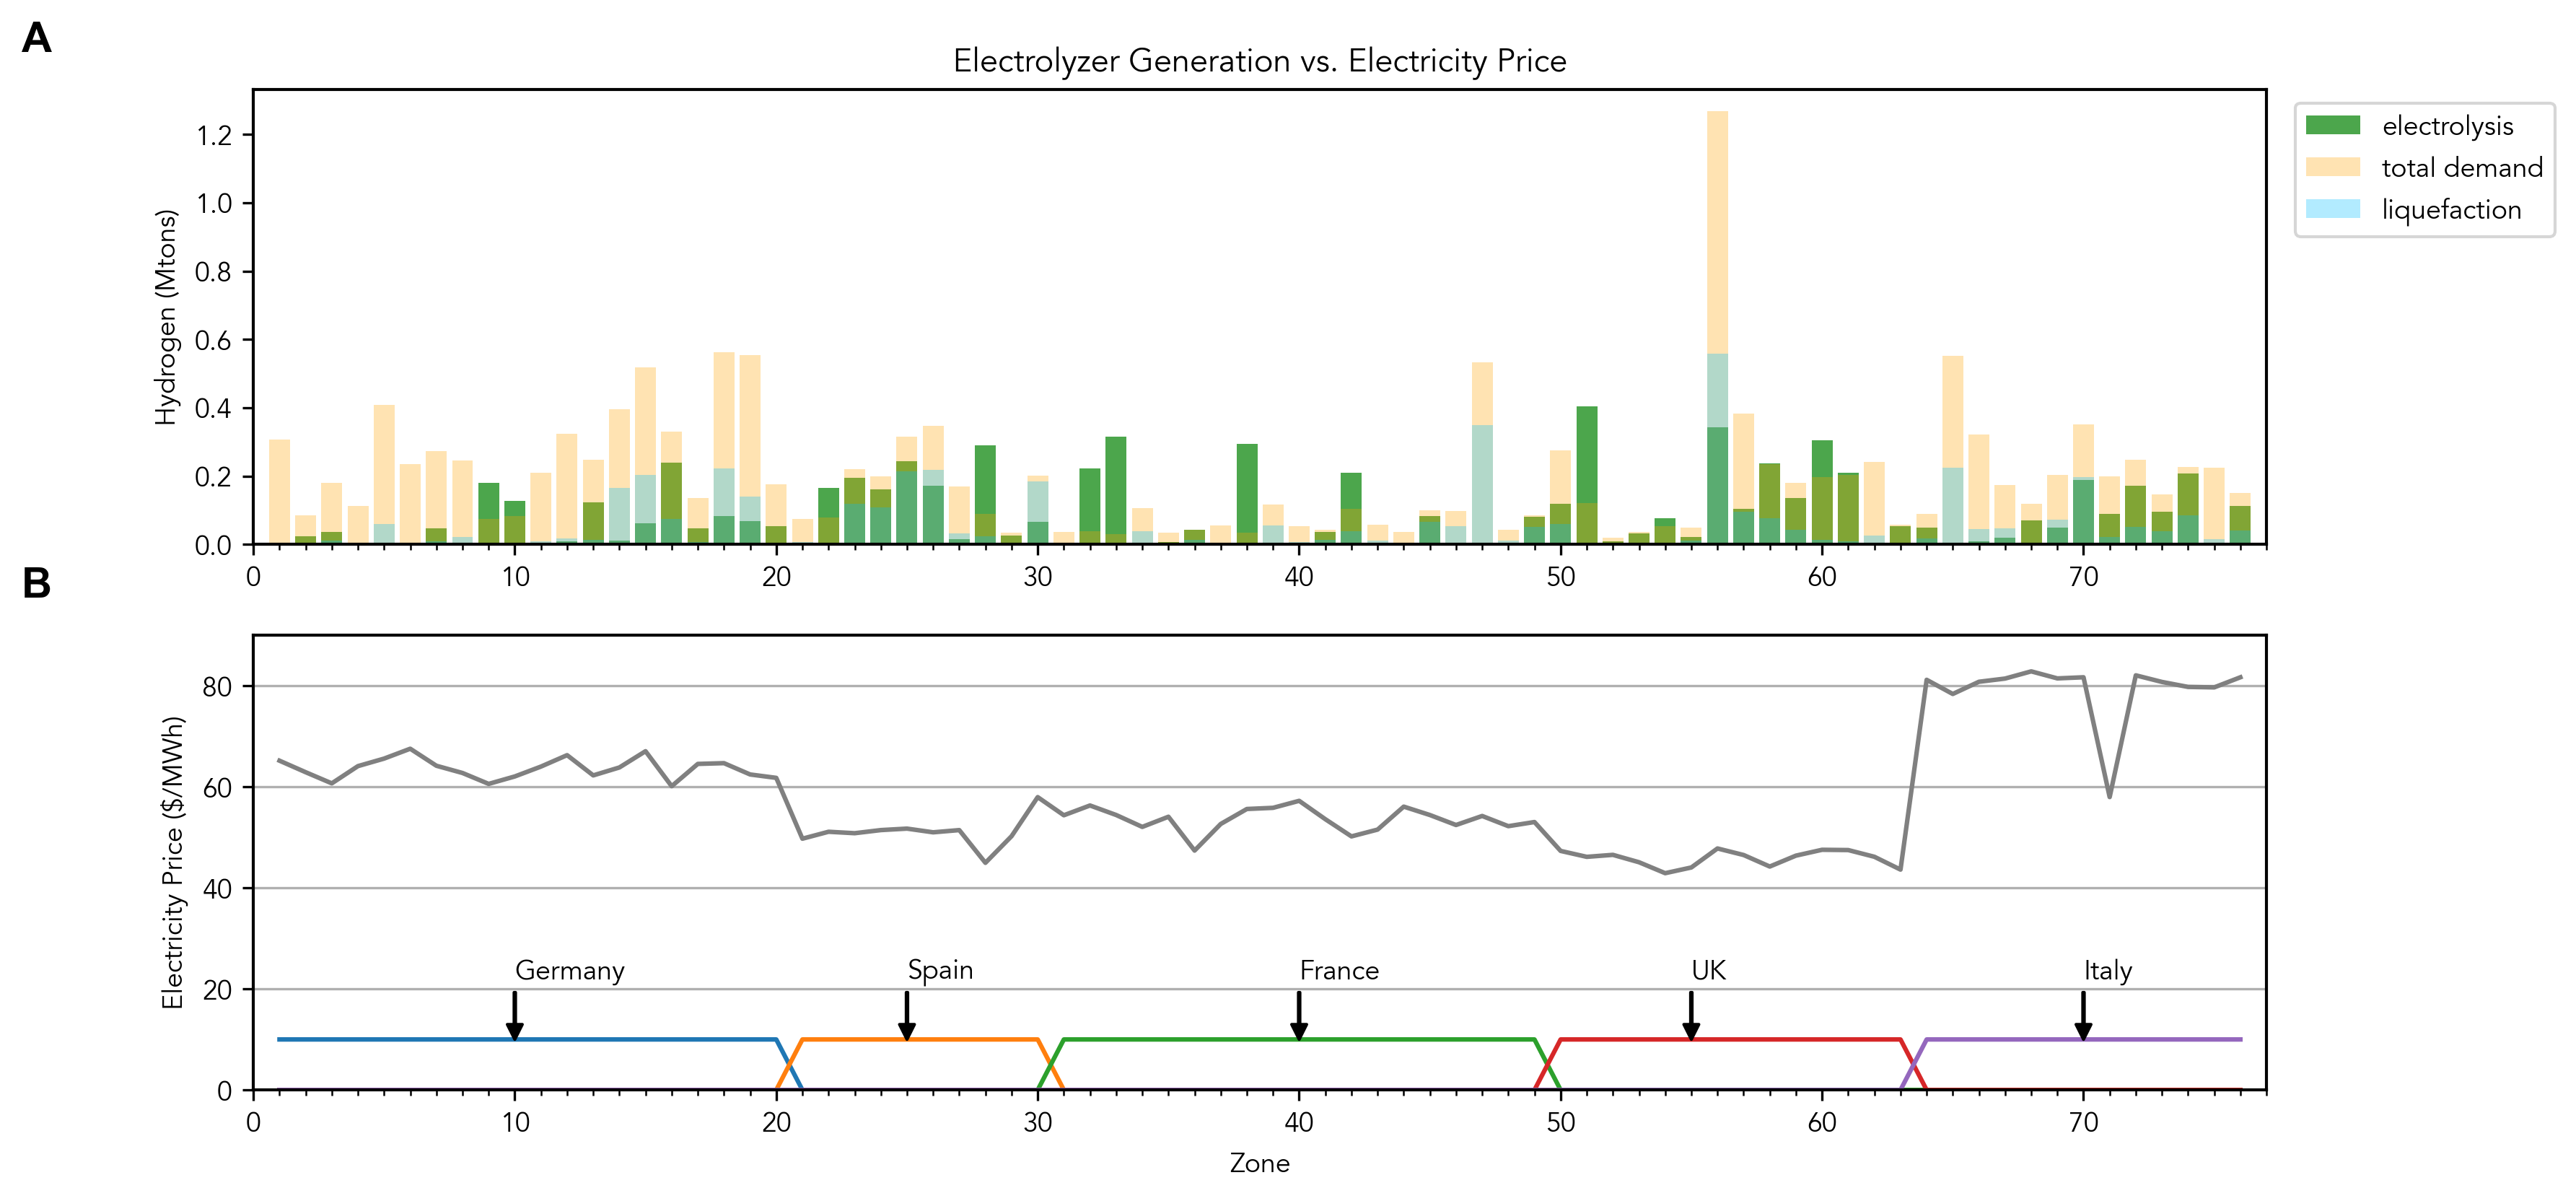 A
Electrolyzer Generation vs. Electricity Price
Hydrogen (Mtons)
1.2
1.0
0.8
0.6
0.4
0.2
0.0
0 10 20 30 40 50 60 70
electrolysis
total demand
liquefaction
B
Electricity Price ($/MWh)
80
60
40
20
0
Germany Spain France UK Italy
0 10 20 30 40 50 60 70
Zone